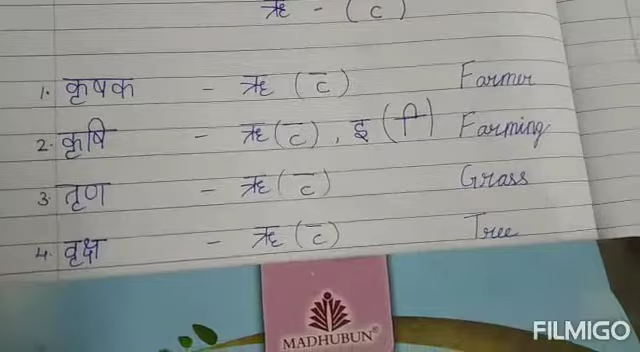 ऋ - ( ृ )
1. कृषक - ऋ ( ृ ) Farmer
2. कृषि - ऋ ( ृ ), इ ( ि ) Farming
3. तृण - ऋ ( ृ ) Grass
4. वृक्ष - ऋ ( ृ ) Tree
MADHUBUN®
FILMIGO